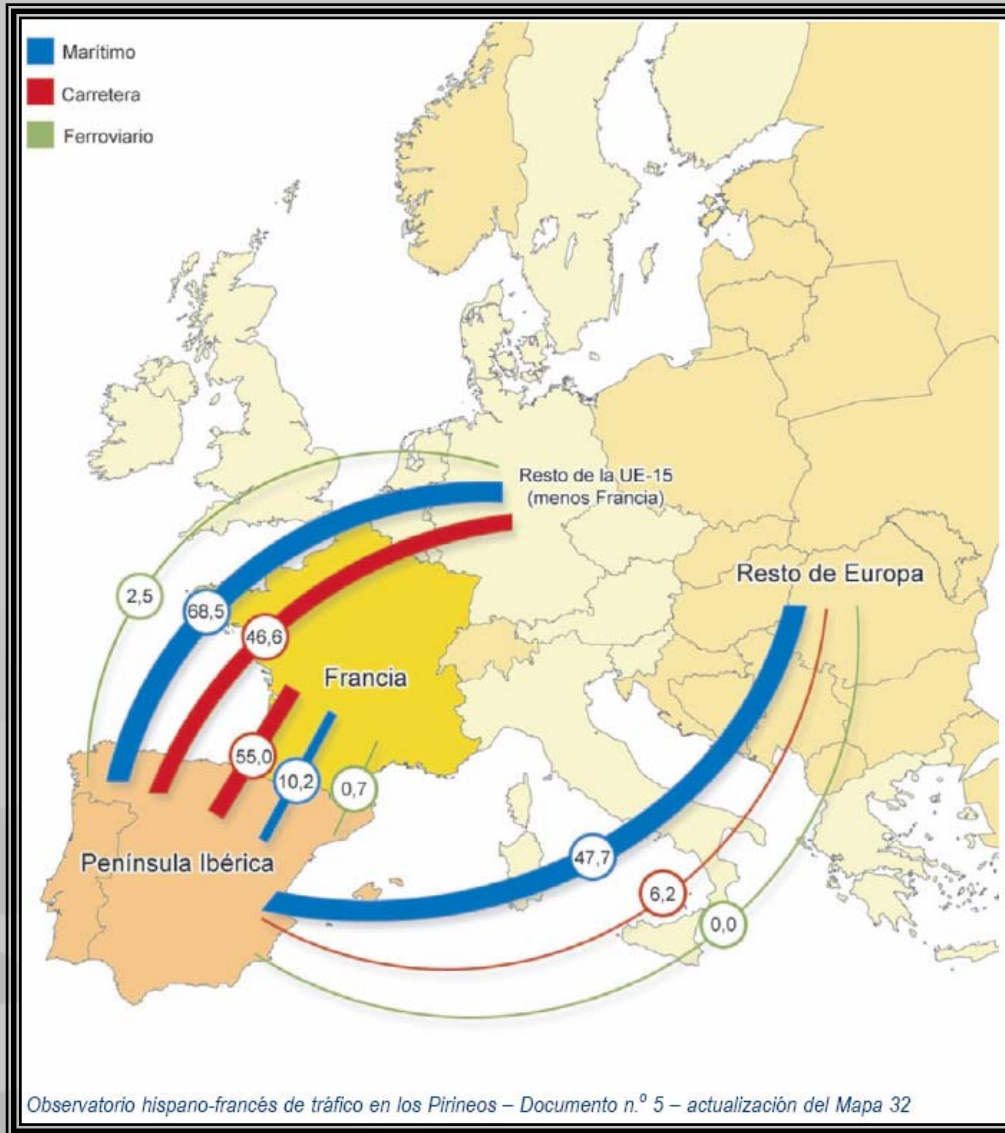 Marítimo
Carretera
Ferroviario
Resto de la UE-15
(menos Francia)
Resto de Europa
2,5
68,5
46,6
Francia
55,0
10,2
0,7
Península Ibérica
47,7
6,2
0,0
Observatorio hispano-francés de tráfico en los Pirineos – Documento n.º 5 – actualización del Mapa 32